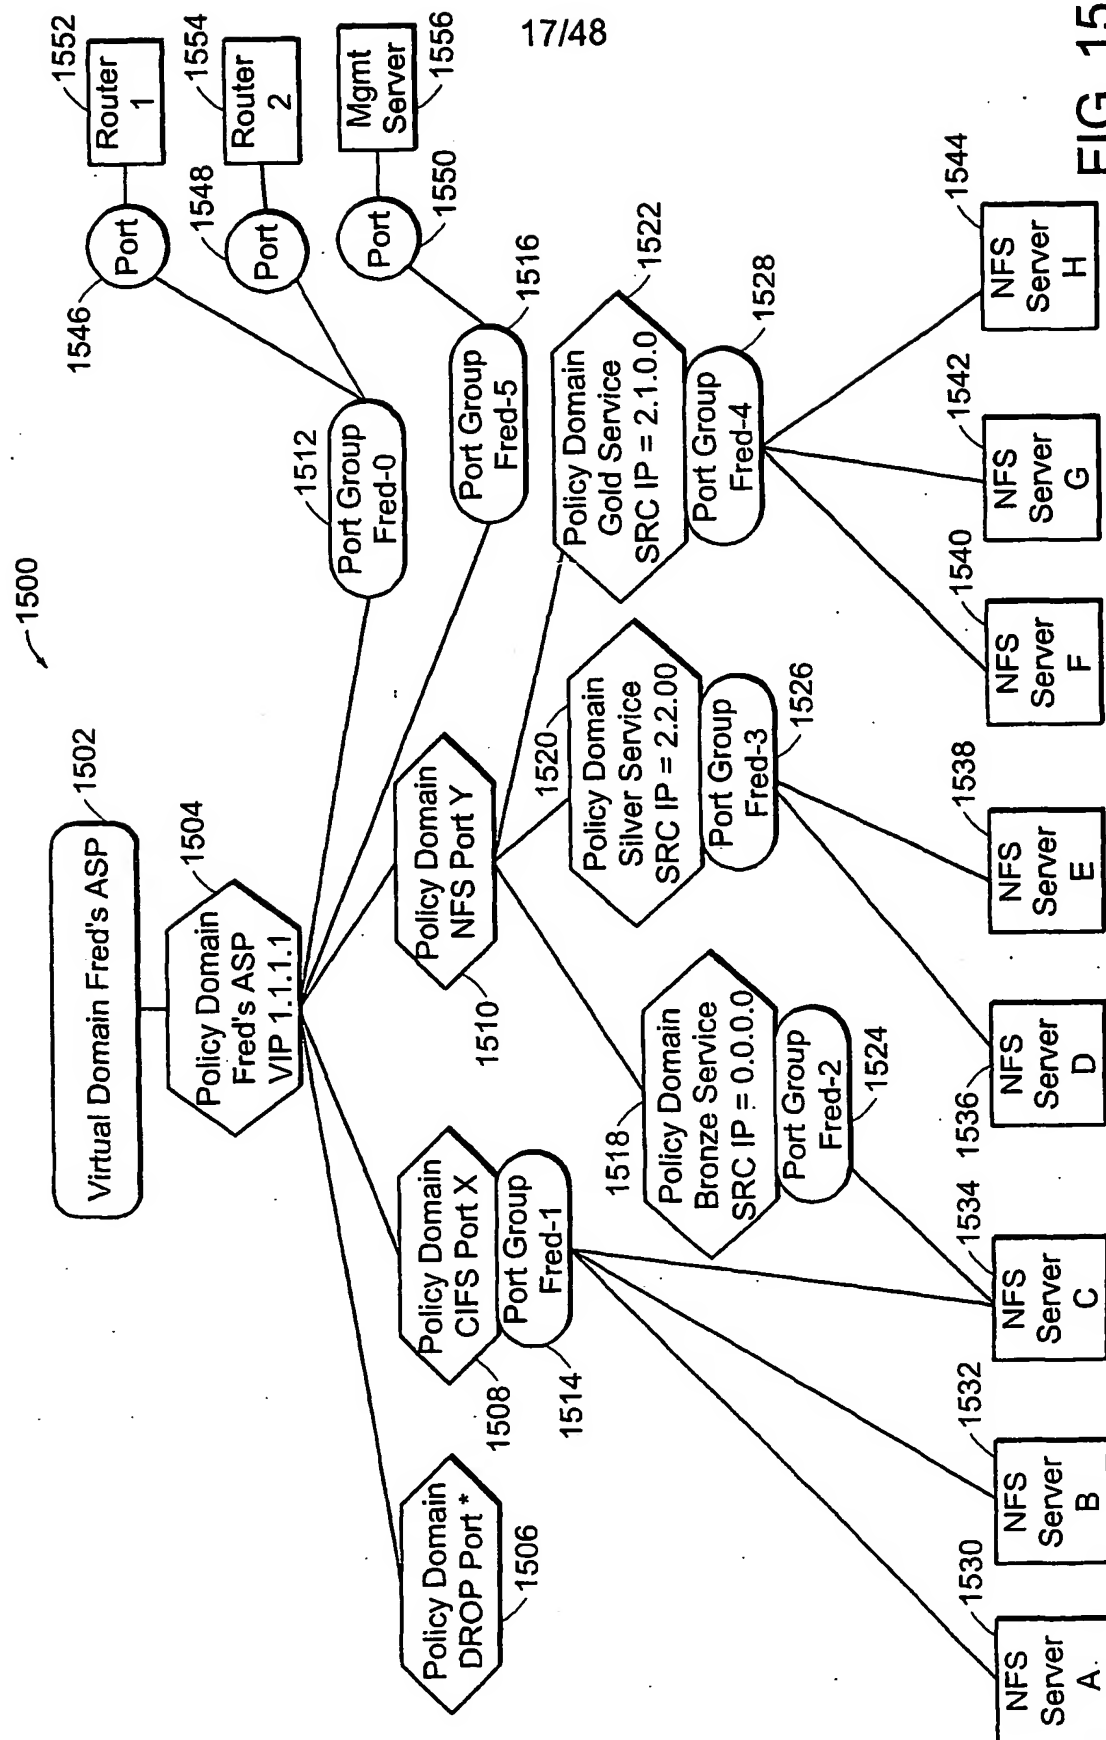 17/48
1500
Virtual Domain Fred's ASP
1502
Policy Domain
Fred's ASP
VIP 1.1.1.1
1504
Policy Domain
DROP Port *
1506
Policy Domain
CIFS Port X
1508
Port Group
Fred-1
1514
Policy Domain
NFS Port Y
1510
Port Group
Fred-0
1512
Port Group
Fred-5
1516
Port
1546
Router
1
1552
Port
1548
Router
2
1554
Port
1550
Mgmt
Server
1556
Policy Domain
Bronze Service
SRC IP = 0.0.0.0
1518
Port Group
Fred-2
1524
Policy Domain
Silver Service
SRC IP = 2.2.00
1520
Port Group
Fred-3
1526
Policy Domain
Gold Service
SRC IP = 2.1.0.0
1522
Port Group
Fred-4
1528
NFS
Server
A
1530
NFS
Server
B
1532
NFS
Server
C
1534
NFS
Server
D
1536
NFS
Server
E
1538
NFS
Server
F
1540
NFS
Server
G
1542
NFS
Server
H
1544
FIG. 15